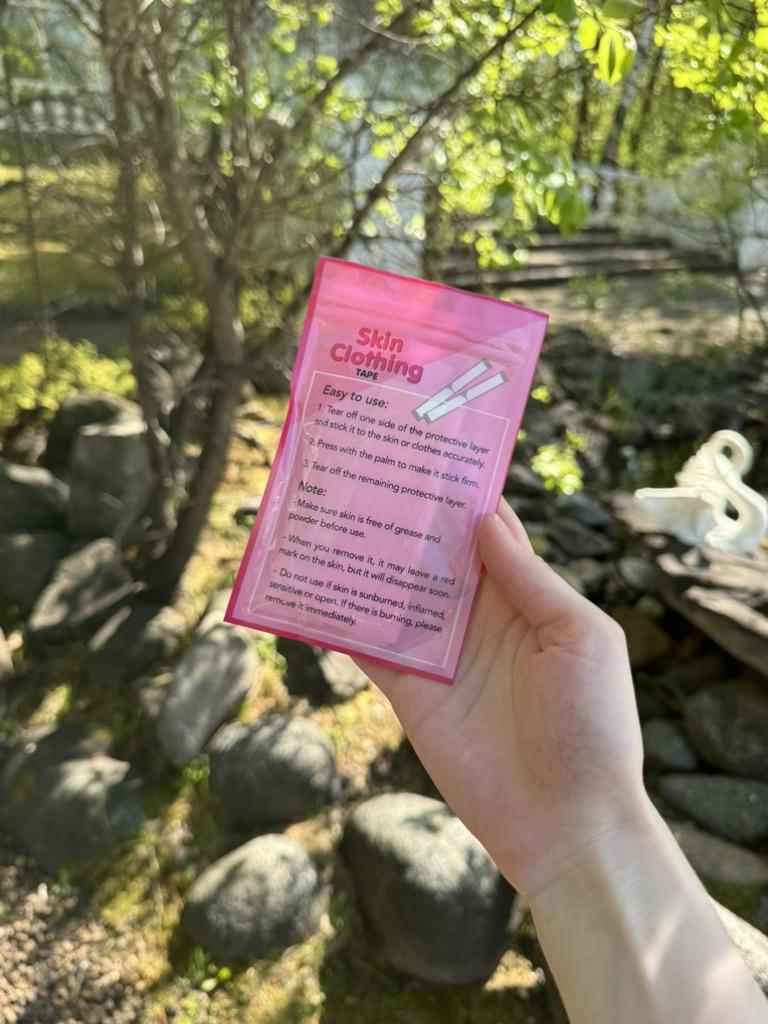 Skin
Clothing
TAPE
Easy to use:
1. Tear off one side of the protective layer
and stick it to the skin or clothes accurately.
2. Press with the palm to make it stick firm.
3. Tear off the remaining protective layer.
Note:
- Make sure skin is free of grease and
powder before use.
- When you remove it, it may leave a red
mark on the skin, but it will disappear soon.
- Do not use if skin is sunburned, inflamed,
sensitive or open. If there is burning, please
remove it immediately.